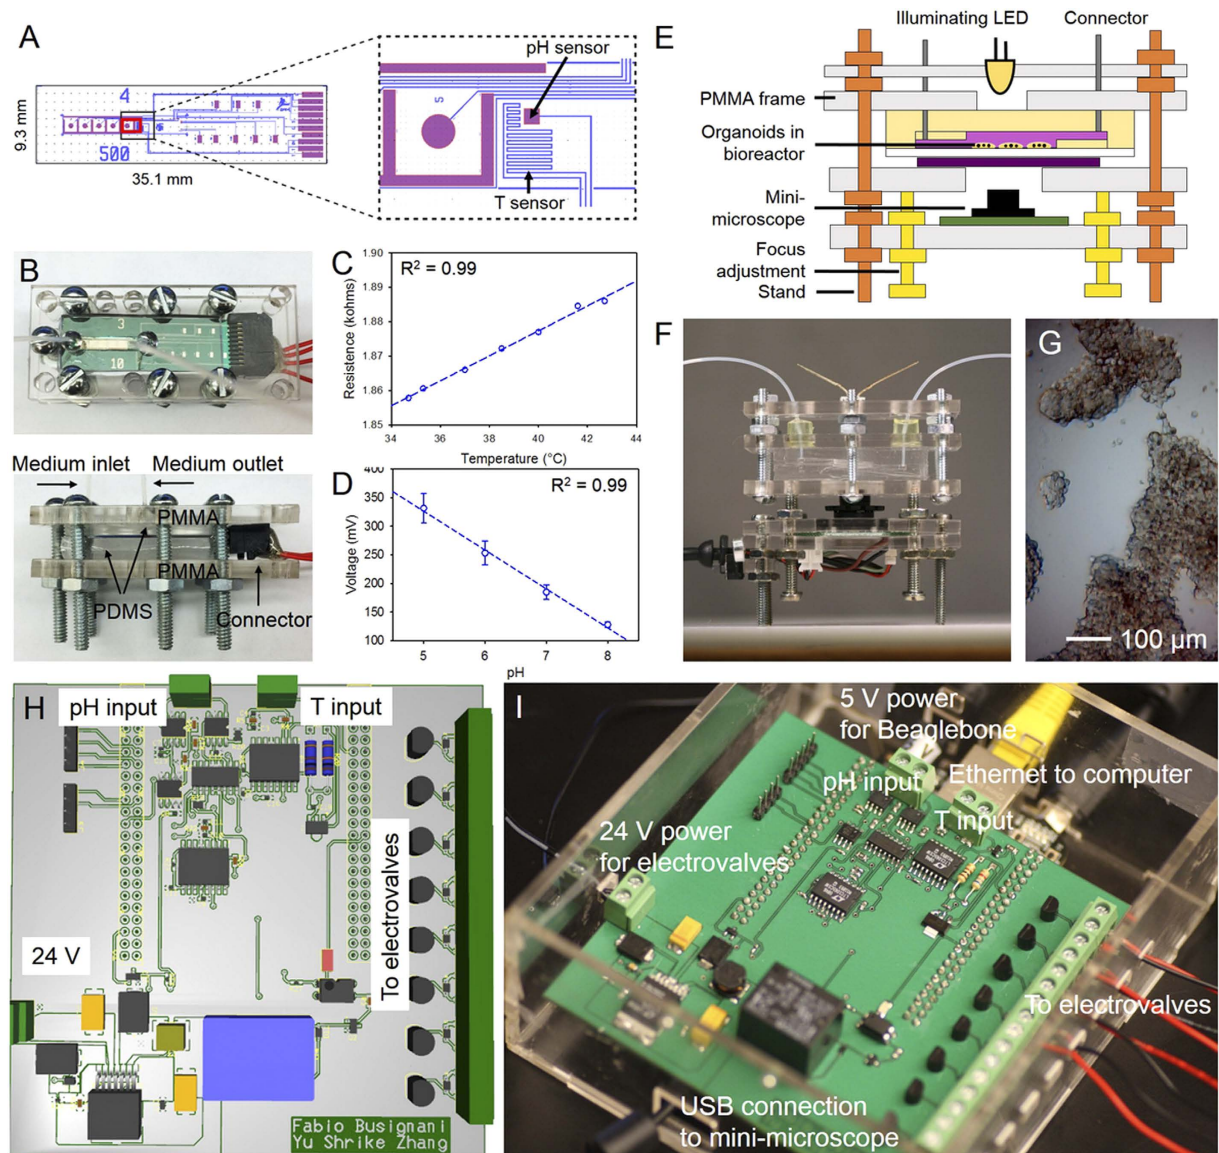 A
4
500
9.3 mm
35.1 mm
pH sensor
5
T sensor
E
Illuminating LED
Connector
PMMA frame
Organoids in
bioreactor
Mini-
microscope
Focus
adjustment
Stand
B
3
10
Medium inlet
Medium outlet
PMMA
PMMA
PDMS
Connector
C
R² = 0.99
Resistence (kohms)
1.90
1.89
1.88
1.87
1.86
1.85
34 36 38 40 42 44
Temperature (°C)
D
R² = 0.99
Voltage (mV)
400
350
300
250
200
150
100
5 6 7 8
pH
F
G
100 µm
H
pH input
T input
To electrovalves
24 V
Fabio Busignani
Yu Shrike Zhang
I
5 V power
for Beaglebone
pH input
Ethernet to computer
T input
24 V power
for electrovalves
To electrovalves
USB connection
to mini-microscope